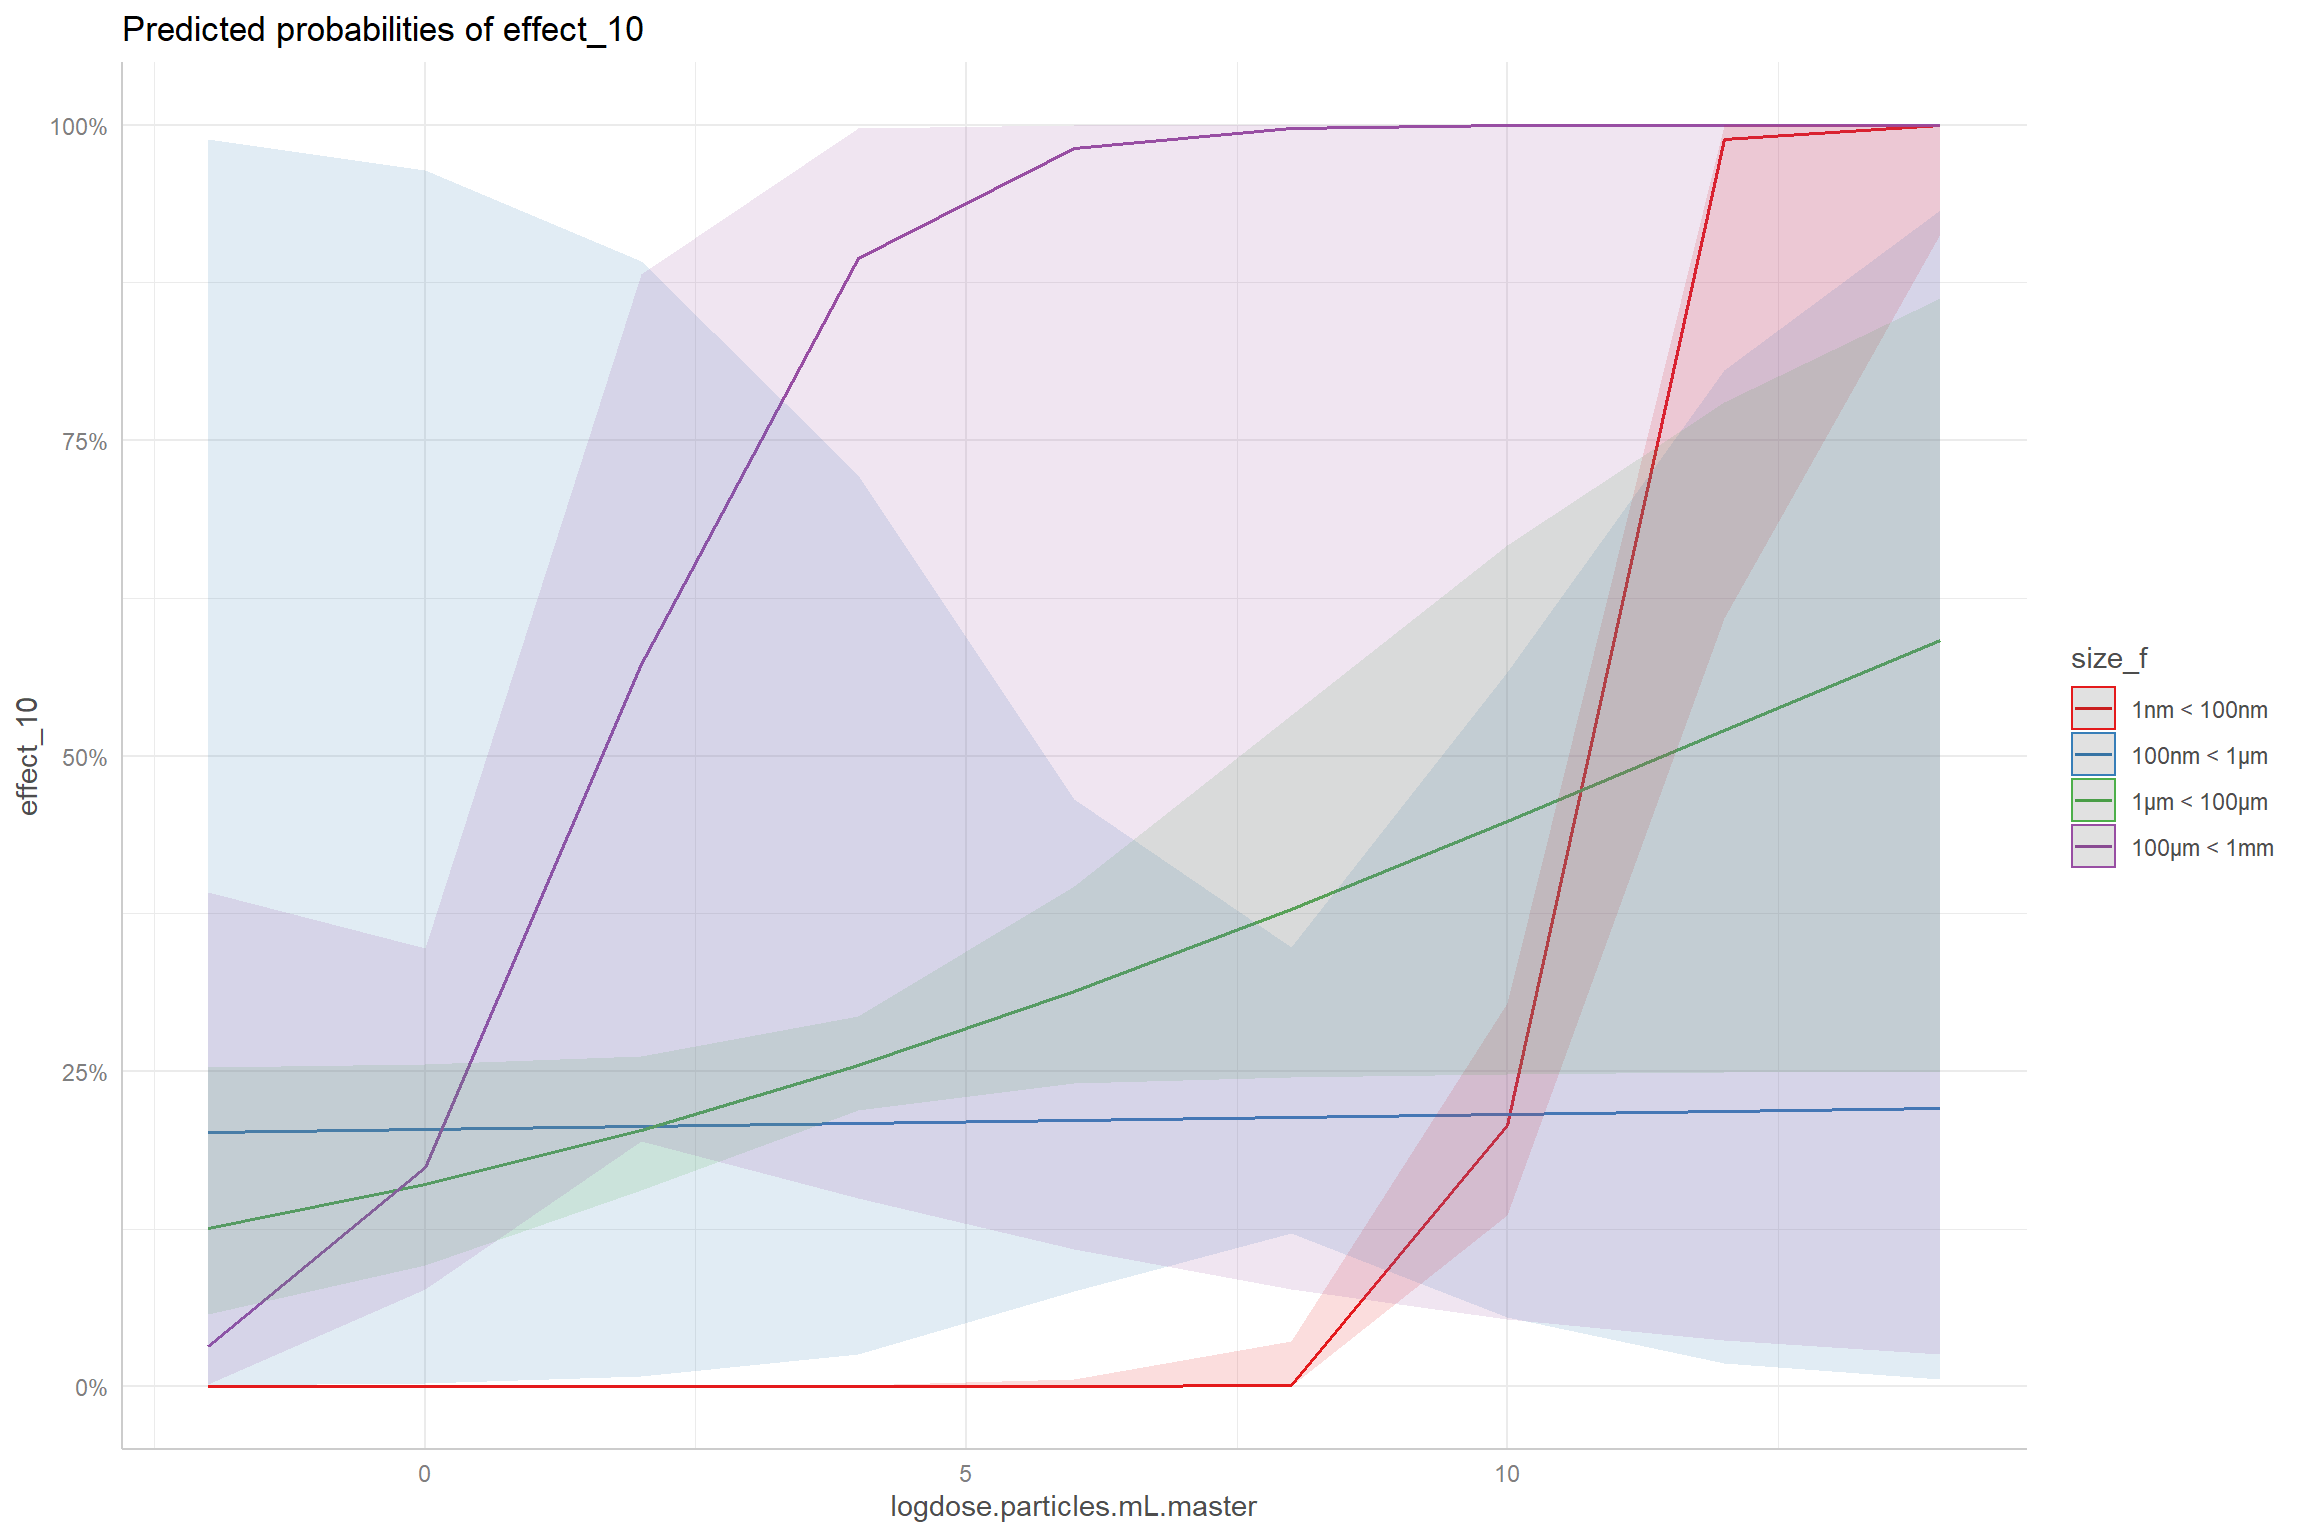 Predicted probabilities of effect_10
100%
75%
50%
25%
0%
effect_10
0
5
10
logdose.particles.mL.master
size_f
1nm < 100nm
100nm < 1µm
1µm < 100µm
100µm < 1mm